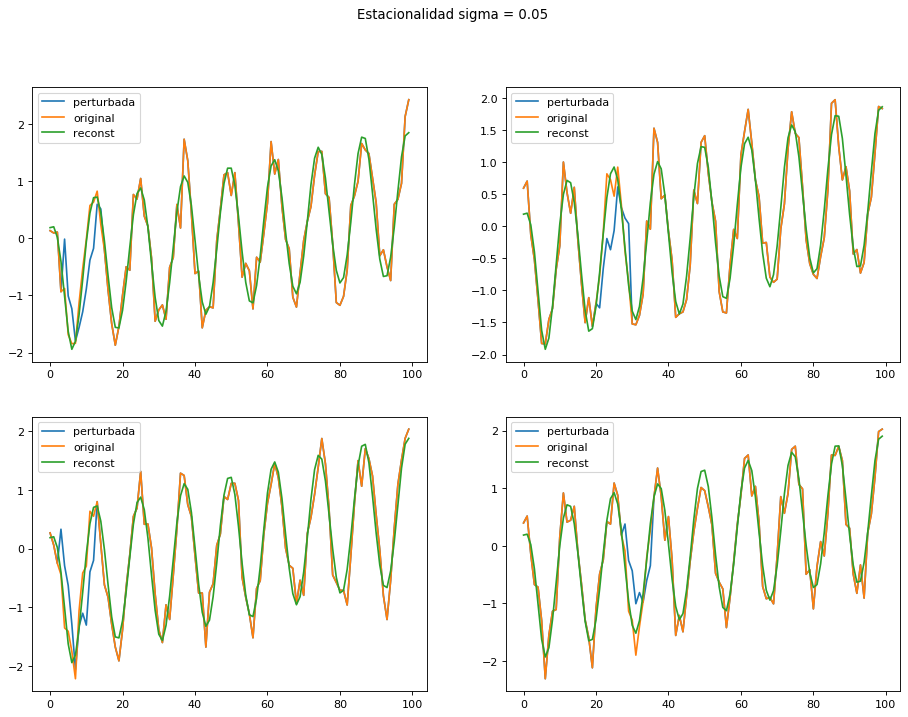 Estacionalidad sigma = 0.05
perturbada
original
reconst
2
1
0
−1
−2
0 20 40 60 80 100
perturbada
original
reconst
2.0
1.5
1.0
0.5
0.0
−0.5
−1.0
−1.5
−2.0
0 20 40 60 80 100
perturbada
original
reconst
2
1
0
−1
−2
0 20 40 60 80 100
perturbada
original
reconst
2
1
0
−1
−2
0 20 40 60 80 100